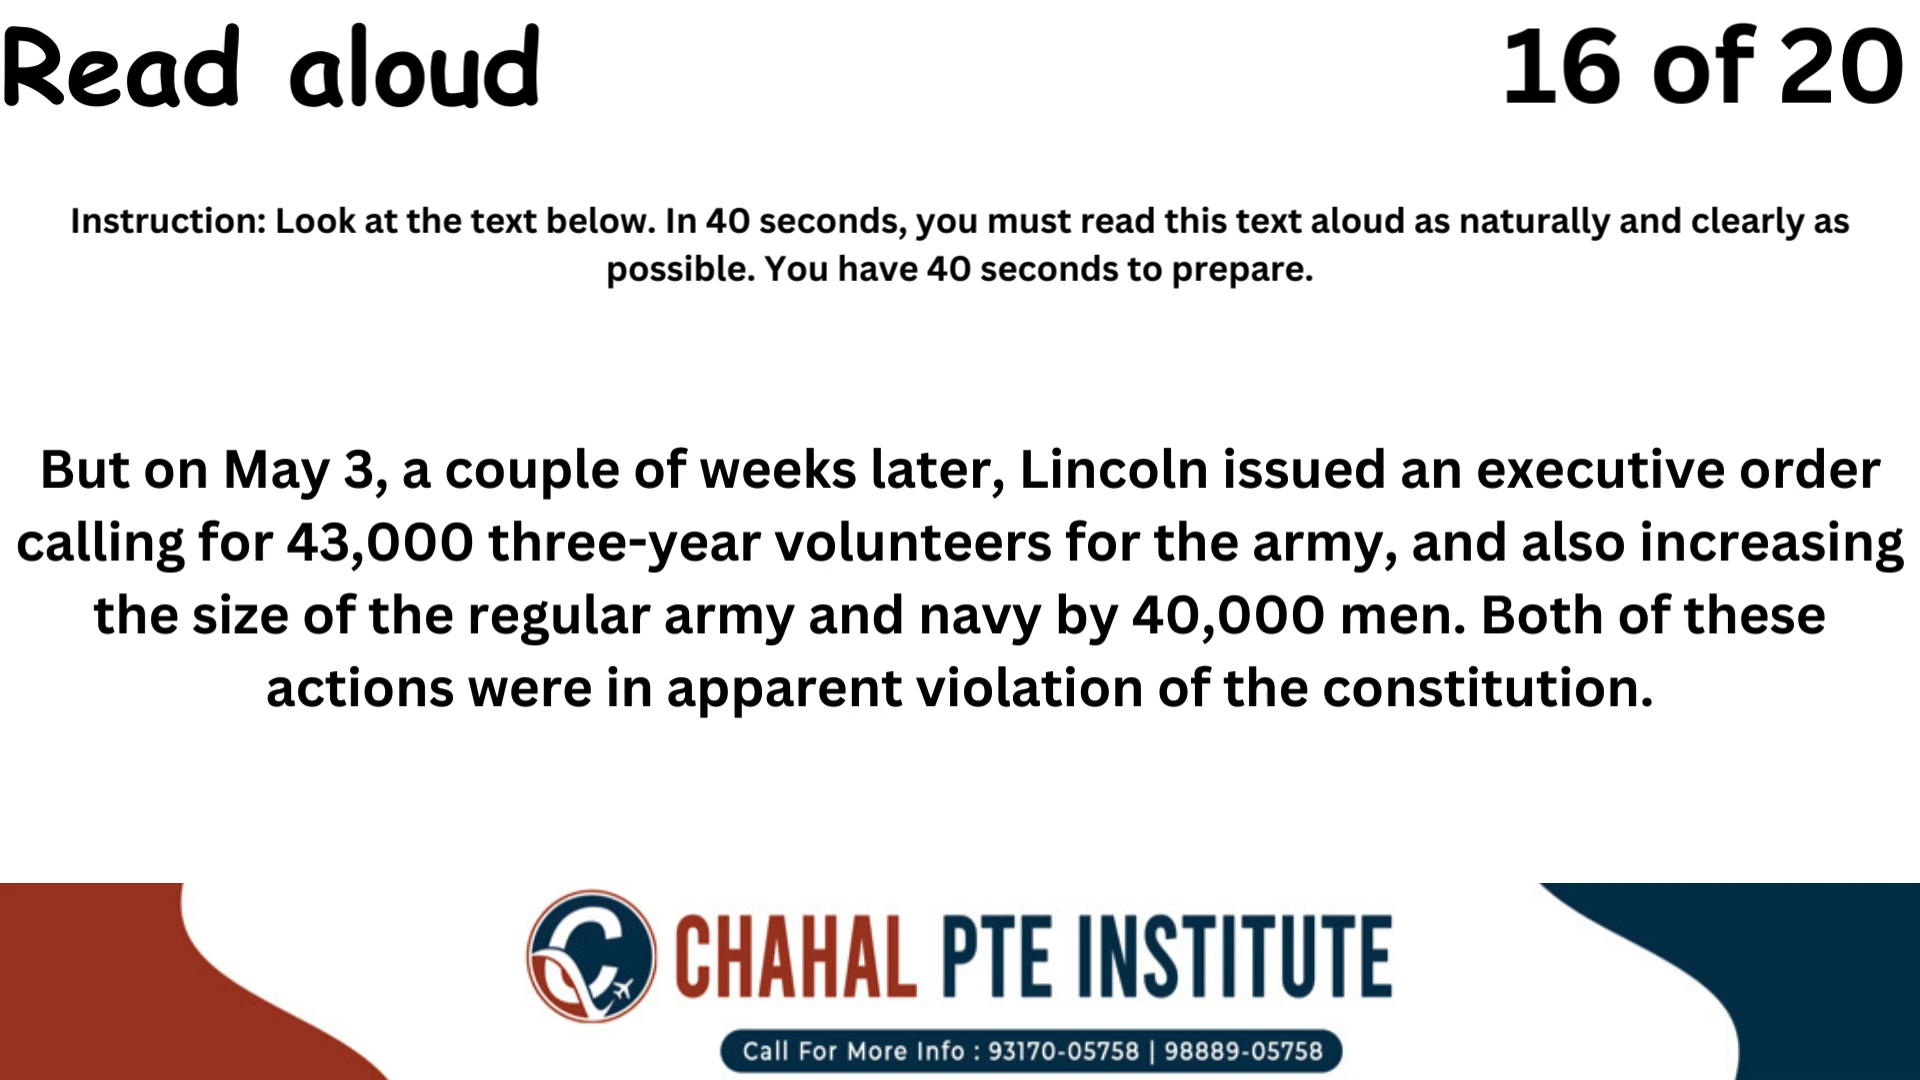 Read aloud
16 of 20
Instruction: Look at the text below. In 40 seconds, you must read this text aloud as naturally and clearly as
possible. You have 40 seconds to prepare.
But on May 3, a couple of weeks later, Lincoln issued an executive order
calling for 43,000 three-year volunteers for the army, and also increasing
the size of the regular army and navy by 40,000 men. Both of these
actions were in apparent violation of the constitution.
CHAHAL PTE INSTITUTE
Call For More Info : 93170-05758 | 98889-05758